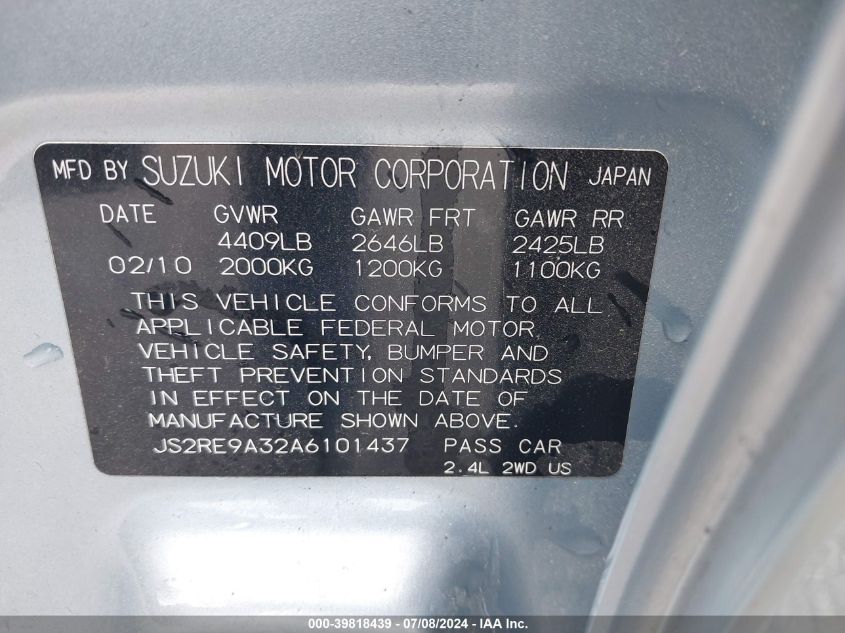 MFD BY SUZUKI MOTOR CORPORATION JAPAN
DATE GVWR GAWR FRT GAWR RR
4409LB 2646LB 2425LB
02/10 2000KG 1200KG 1100KG
THIS VEHICLE CONFORMS TO ALL
APPLICABLE FEDERAL MOTOR
VEHICLE SAFETY, BUMPER AND
THEFT PREVENTION STANDARDS
IN EFFECT ON THE DATE OF
MANUFACTURE SHOWN ABOVE.
JS2RE9A32A6101437 PASS CAR
2.4L 2WD US
000-39818439 - 07/08/2024 - IAA Inc.